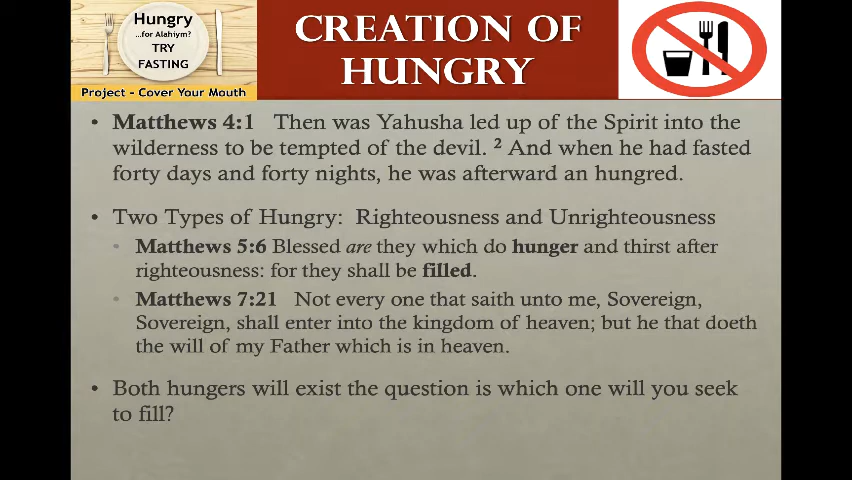 Hungry
...for Alahiym?
TRY
FASTING
Project - Cover Your Mouth
CREATION OF
HUNGRY
• Matthews 4:1 Then was Yahusha led up of the Spirit into the
wilderness to be tempted of the devil. ² And when he had fasted
forty days and forty nights, he was afterward an hungred.
• Two Types of Hungry: Righteousness and Unrighteousness
• Matthews 5:6 Blessed are they which do hunger and thirst after
righteousness: for they shall be filled.
• Matthews 7:21 Not every one that saith unto me, Sovereign,
Sovereign, shall enter into the kingdom of heaven; but he that doeth
the will of my Father which is in heaven.
• Both hungers will exist the question is which one will you seek
to fill?